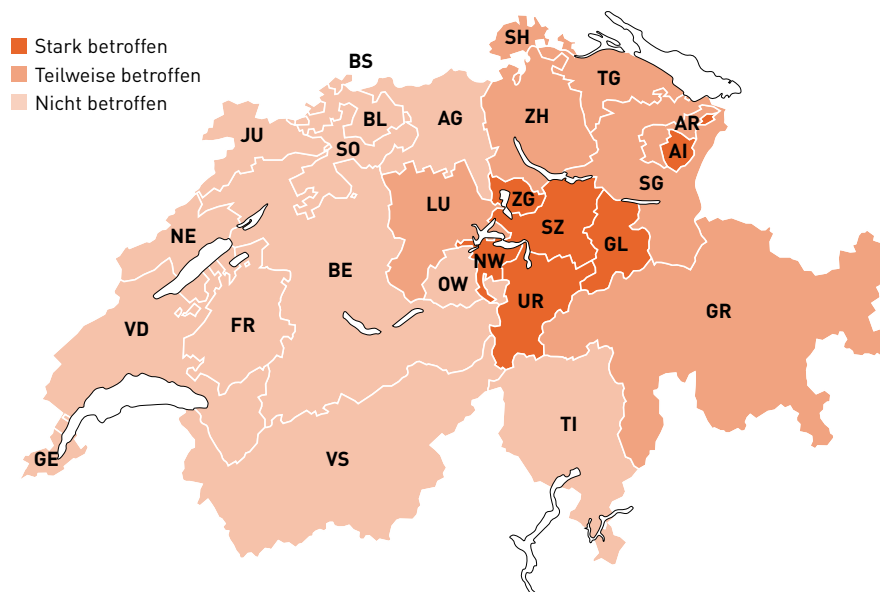 Stark betroffen
Teilweise betroffen
Nicht betroffen
SH
BS
TG
BL
AG
ZH
AR
JU
SO
AI
SG
ZG
LU
SZ
NE
GL
NW
BE
OW
UR
GR
VD
FR
TI
GE
VS